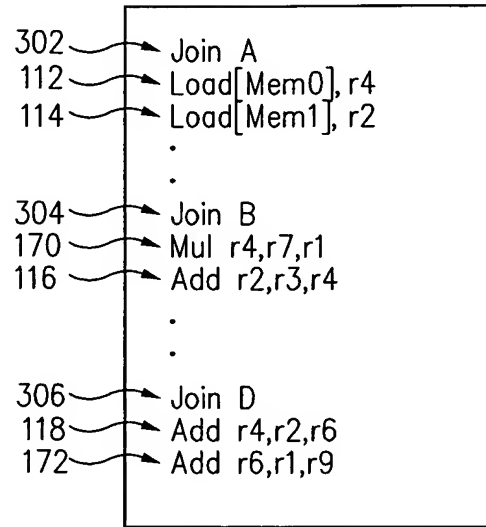 302 Join A
112 Load[Mem0], r4
114 Load[Mem1], r2
.
.
304 Join B
170 Mul r4,r7,r1
116 Add r2,r3,r4
.
.
306 Join D
118 Add r4,r2,r6
172 Add r6,r1,r9